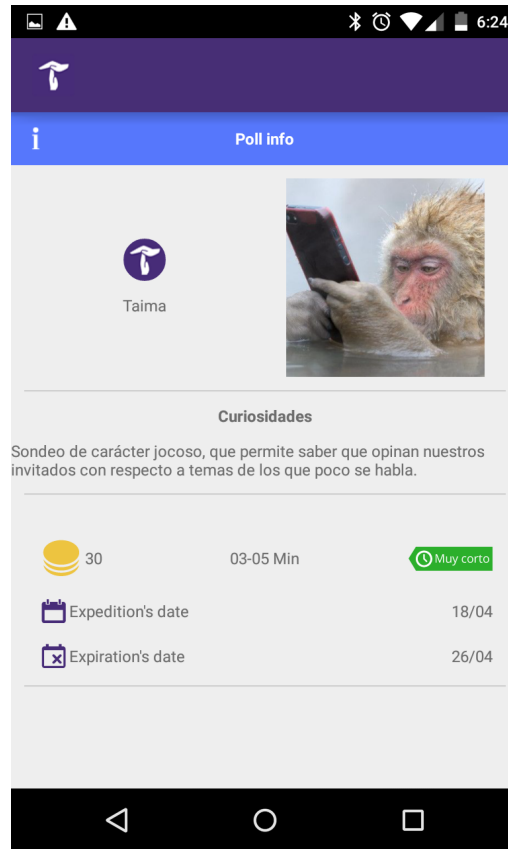 6:24
i
Poll info
Taima
Curiosidades
Sondeo de carácter jocoso, que permite saber que opinan nuestros
invitados con respecto a temas de los que poco se habla.
30 03-05 Min Muy corto
Expedition's date 18/04
Expiration's date 26/04